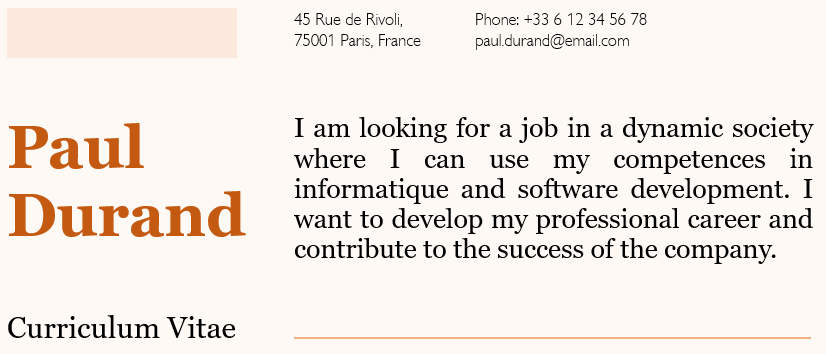 45 Rue de Rivoli,
75001 Paris, France
Phone: +33 6 12 34 56 78
paul.durand@email.com
Paul
Durand
Curriculum Vitae
I am looking for a job in a dynamic society
where I can use my competences in
informatique and software development. I
want to develop my professional career and
contribute to the success of the company.